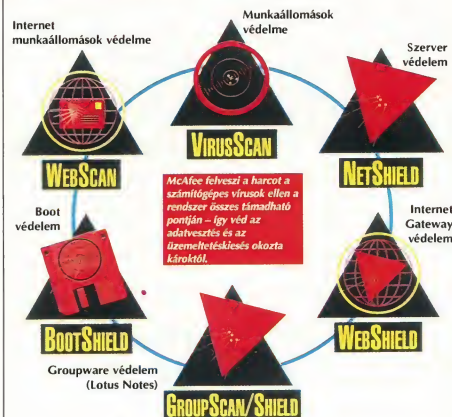 Internet
munkaállomások védelme
WEBSCAN
Munkaállomások
védelme
VIRUSSCAN
Szerver
védelem
NETSHIELD
McAfee felveszi a harcot a
számítógépes vírusok ellen a
rendszer összes támadható
pontján – így véd az
adatvesztés és az
üzemeltetéskiesés okozta
károktól.
Boot
védelem
BOOTSHIELD
Internet
Gateway
védelem
WEBSHIELD
Groupware védelem
(Lotus Notes)
GROUPSCAN/SHIELD